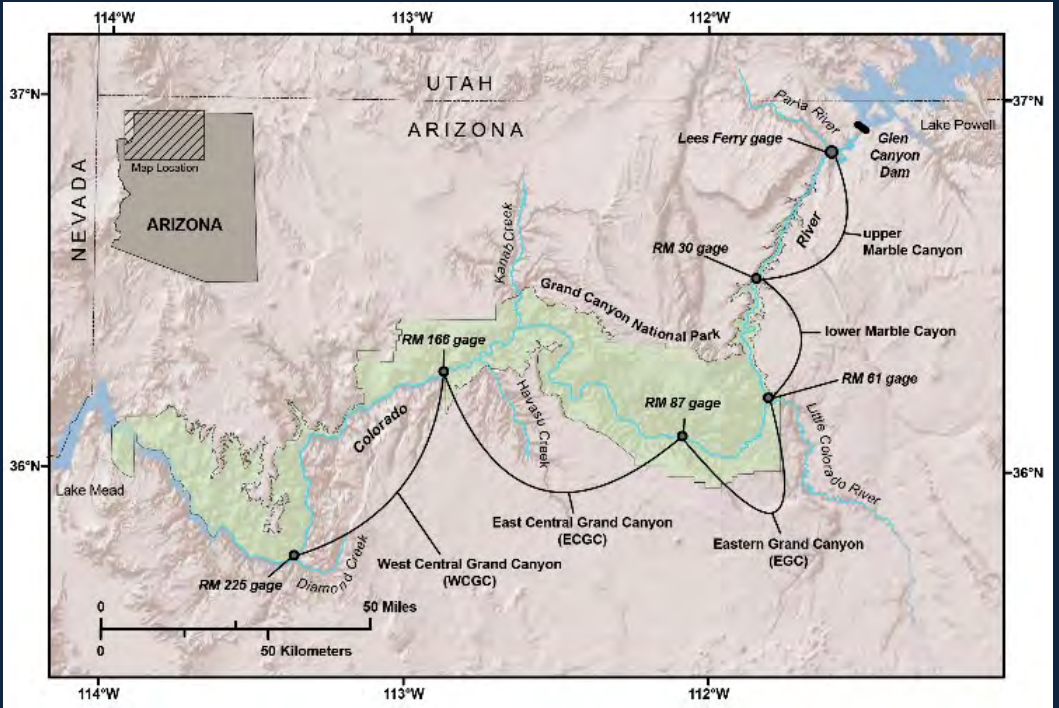 114°W
113°W
112°W
37°N
37°N
UTAH
ARIZONA
NEVADA
Map Location
ARIZONA
Paria River
Lake Powell
Lees Ferry gage
Glen
Canyon
Dam
River
upper
Marble Canyon
RM 30 gage
Kanab Creek
Grand Canyon National Park
lower Marble Cayon
RM 166 gage
RM 61 gage
Havasu Creek
RM 87 gage
Colorado
Little Colorado River
36°N
36°N
Lake Mead
East Central Grand Canyon
(ECGC)
Eastern Grand Canyon
(EGC)
West Central Grand Canyon
(WCGC)
RM 225 gage
Diamond Creek
0
50 Miles
0
50 Kilometers
114°W
113°W
112°W